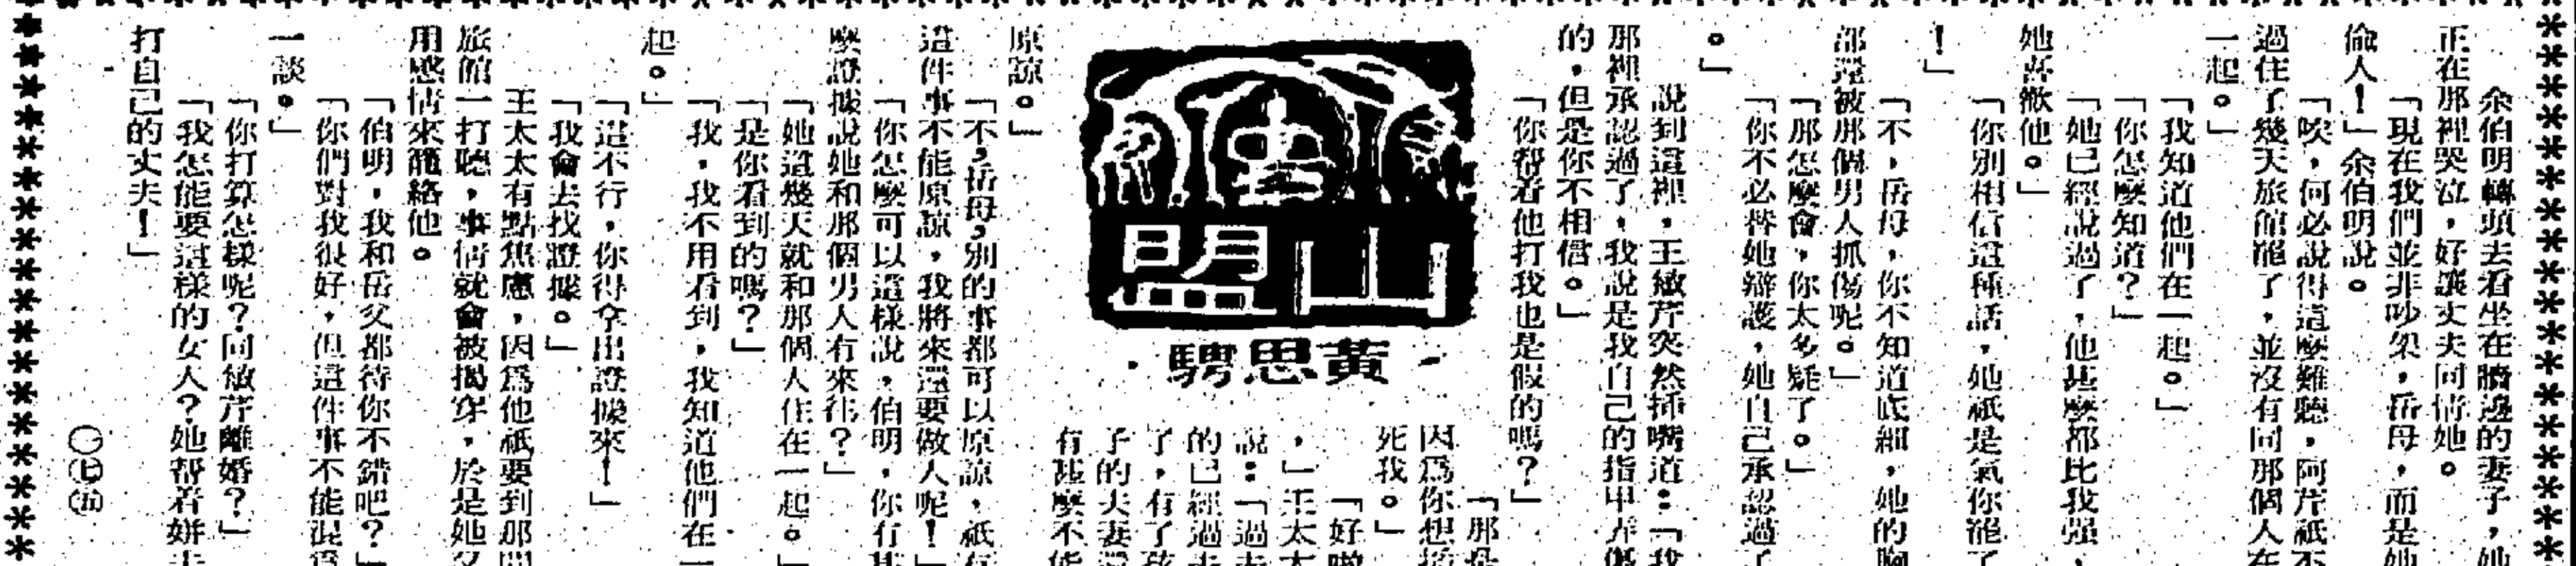 余伯明轉頭去看坐在牆邊的妻子，她
正在那裡哭泣，好讓丈夫同情她。
「現在我們並非吵架，岳母，而是她
偷人！」余伯明說。
「唉，何必說得這麼難聽，阿芹祇不
過住了幾天旅館罷了，並沒有同那個人在
一起。」
「我知道他們在一起。」
「你怎麼知道？」
「她已經說過了，他甚麼都比我强，
她喜歡他。」
「你別相信這種話，她祇是氣你罷了
！」
「不，岳母，你不知道底細，她的胸
部還被那個男人抓傷呢。」
「那怎麼會，你太多疑了。」
「你不必替她辯護，她自己承認過了
。」
說到這裡，王敏芹突然插嘴道：「我
那裡承認過了，我說是我自己的指甲弄傷
的，但是你不相信。」
「你帮着他打我也是假的嗎？」
「那是
因爲你想掐
死我。」
「好啦
，」王太太
說：「過去
的已經過去
了，有了孩
子的夫妻還
有甚麼不能
山盟
黃思騁
原諒。」
「不，岳母，別的事都可以原諒，祇有
這件事不能原諒，我將來還要做人呢！」
「你怎麼可以這樣說，伯明，你有甚
麼證據說她和那個男人有來往？」
「她這幾天就和那個人住在一起。」
「是你看到的嗎？」
「我，我不用看到，我知道他們在一
起。」
「這不行，你得拿出證據來！」
「我會去找證據。」
王太太有點焦慮，因爲他祇要到那間
旅館一打聽，事情就會被揭穿，於是她又
用感情來籠絡他。
「伯明，我和岳父都待你不錯吧？」
「你們對我很好，但這件事不能混爲
一談。」
「你打算怎樣呢？同敏芹離婚？」
「我怎能要這樣的女人？她帮着姘夫
打自己的丈夫！」
㊀㊆㊄